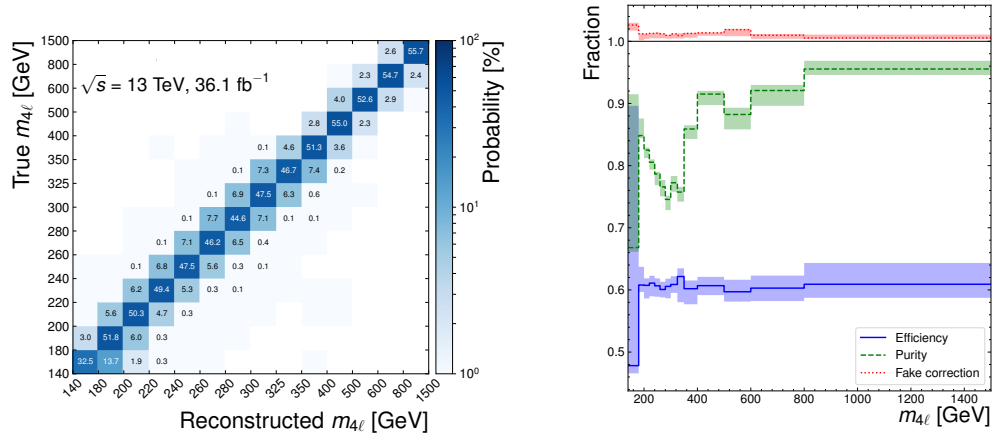 True m4ℓ [GeV]
1500
800
600
500
400
350
325
300
280
260
240
220
200
180
140
√s = 13 TeV, 36.1 fb⁻¹
2.6 55.7
2.3 54.7 2.4
4.0 52.6 2.9
2.8 55.0 2.3
0.1 4.6 51.3 3.6
0.1 7.3 46.7 7.4 0.2
0.1 6.9 47.5 6.3 0.6
0.1 7.7 44.6 7.1 0.1 0.1
0.1 7.1 46.2 6.5 0.4
0.1 6.8 47.5 5.6 0.3 0.1
6.2 49.4 5.3 0.3 0.1
5.6 50.3 4.7 0.3
3.0 51.8 6.0 0.3
32.5 13.7 1.9 0.3
140 180 200 220 240 260 280 300 325 350 400 500 600 800 1500
Reconstructed m4ℓ [GeV]
10²
10¹
10⁰
Probability [%]
Fraction
1.0
0.9
0.8
0.7
0.6
0.5
Efficiency
Purity
Fake correction
200 400 600 800 1000 1200 1400
m4ℓ [GeV]